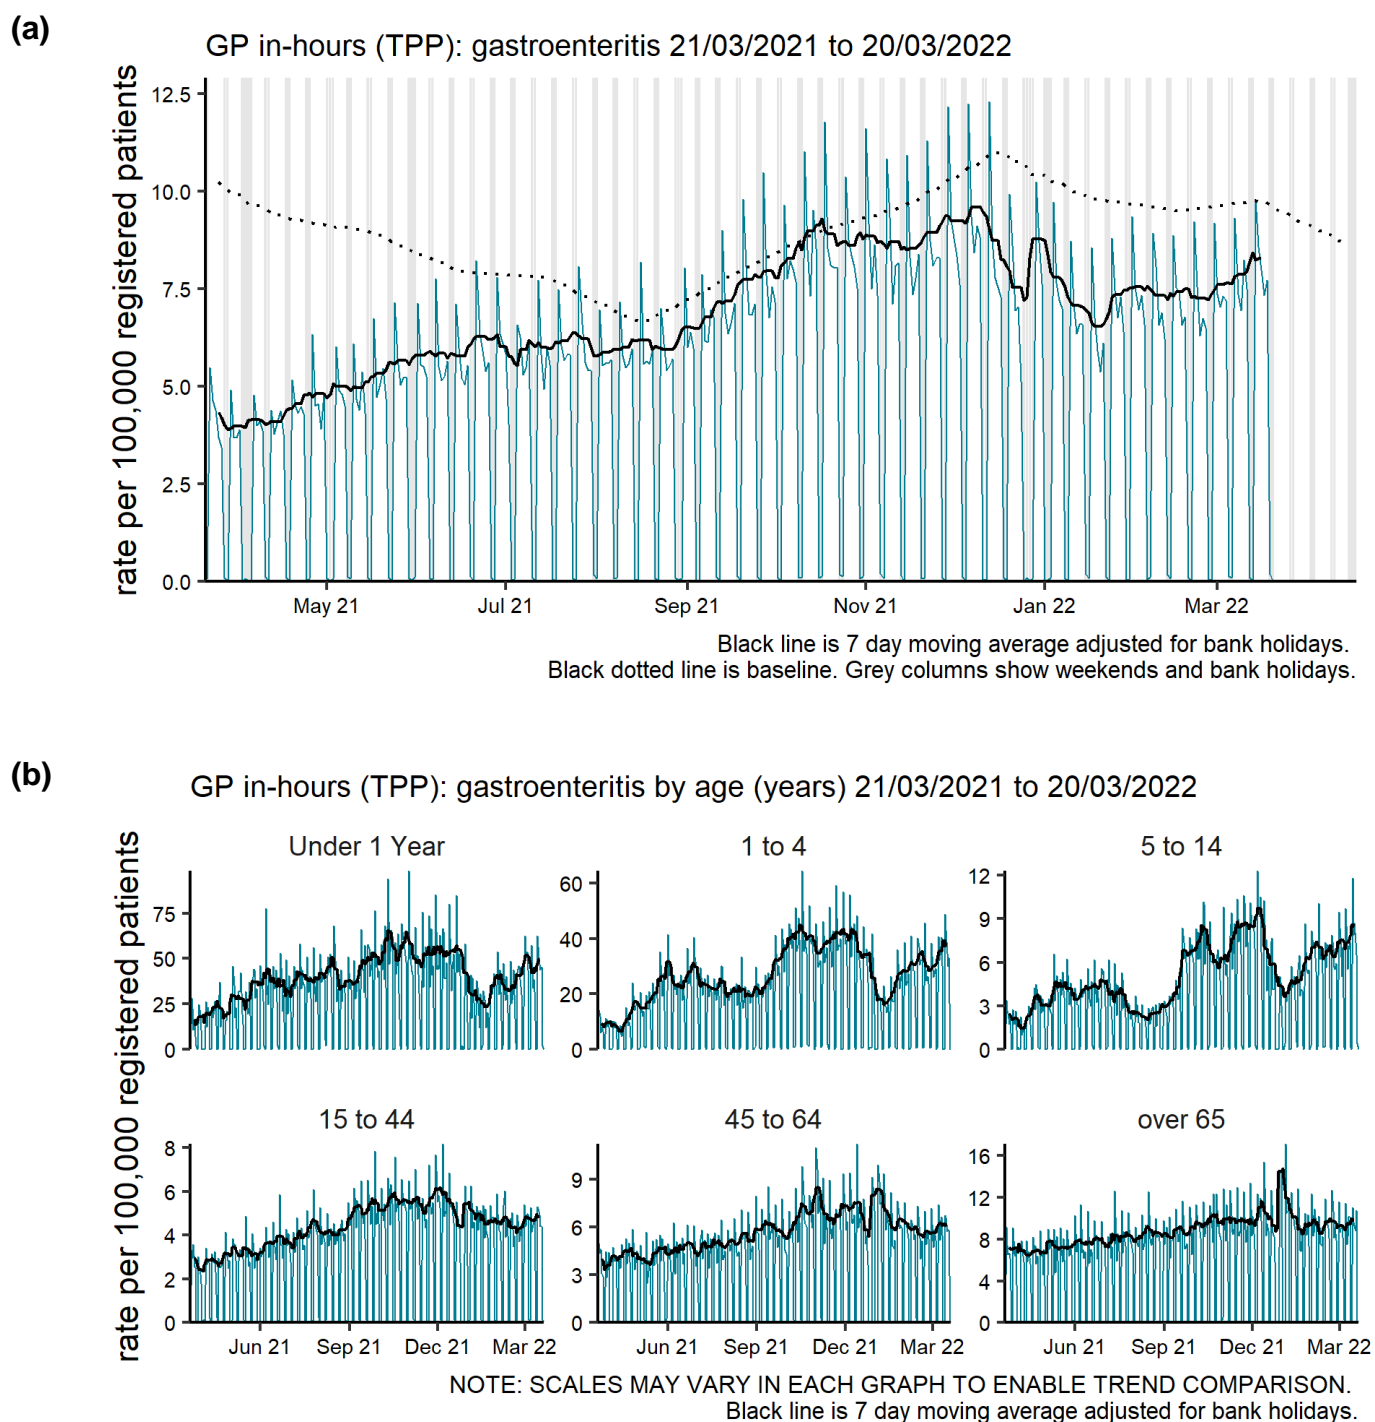 (a)
GP in-hours (TPP): gastroenteritis 21/03/2021 to 20/03/2022
rate per 100,000 registered patients
12.5
10.0
7.5
5.0
2.5
0.0
May 21 Jul 21 Sep 21 Nov 21 Jan 22 Mar 22
Black line is 7 day moving average adjusted for bank holidays.
Black dotted line is baseline. Grey columns show weekends and bank holidays.
(b)
GP in-hours (TPP): gastroenteritis by age (years) 21/03/2021 to 20/03/2022
rate per 100,000 registered patients
Under 1 Year
75
50
25
0
1 to 4
60
40
20
0
5 to 14
12
9
6
3
0
15 to 44
8
6
4
2
0
Jun 21 Sep 21 Dec 21 Mar 22
45 to 64
9
6
3
0
Jun 21 Sep 21 Dec 21 Mar 22
over 65
16
12
8
4
0
Jun 21 Sep 21 Dec 21 Mar 22
NOTE: SCALES MAY VARY IN EACH GRAPH TO ENABLE TREND COMPARISON.
Black line is 7 day moving average adjusted for bank holidays.